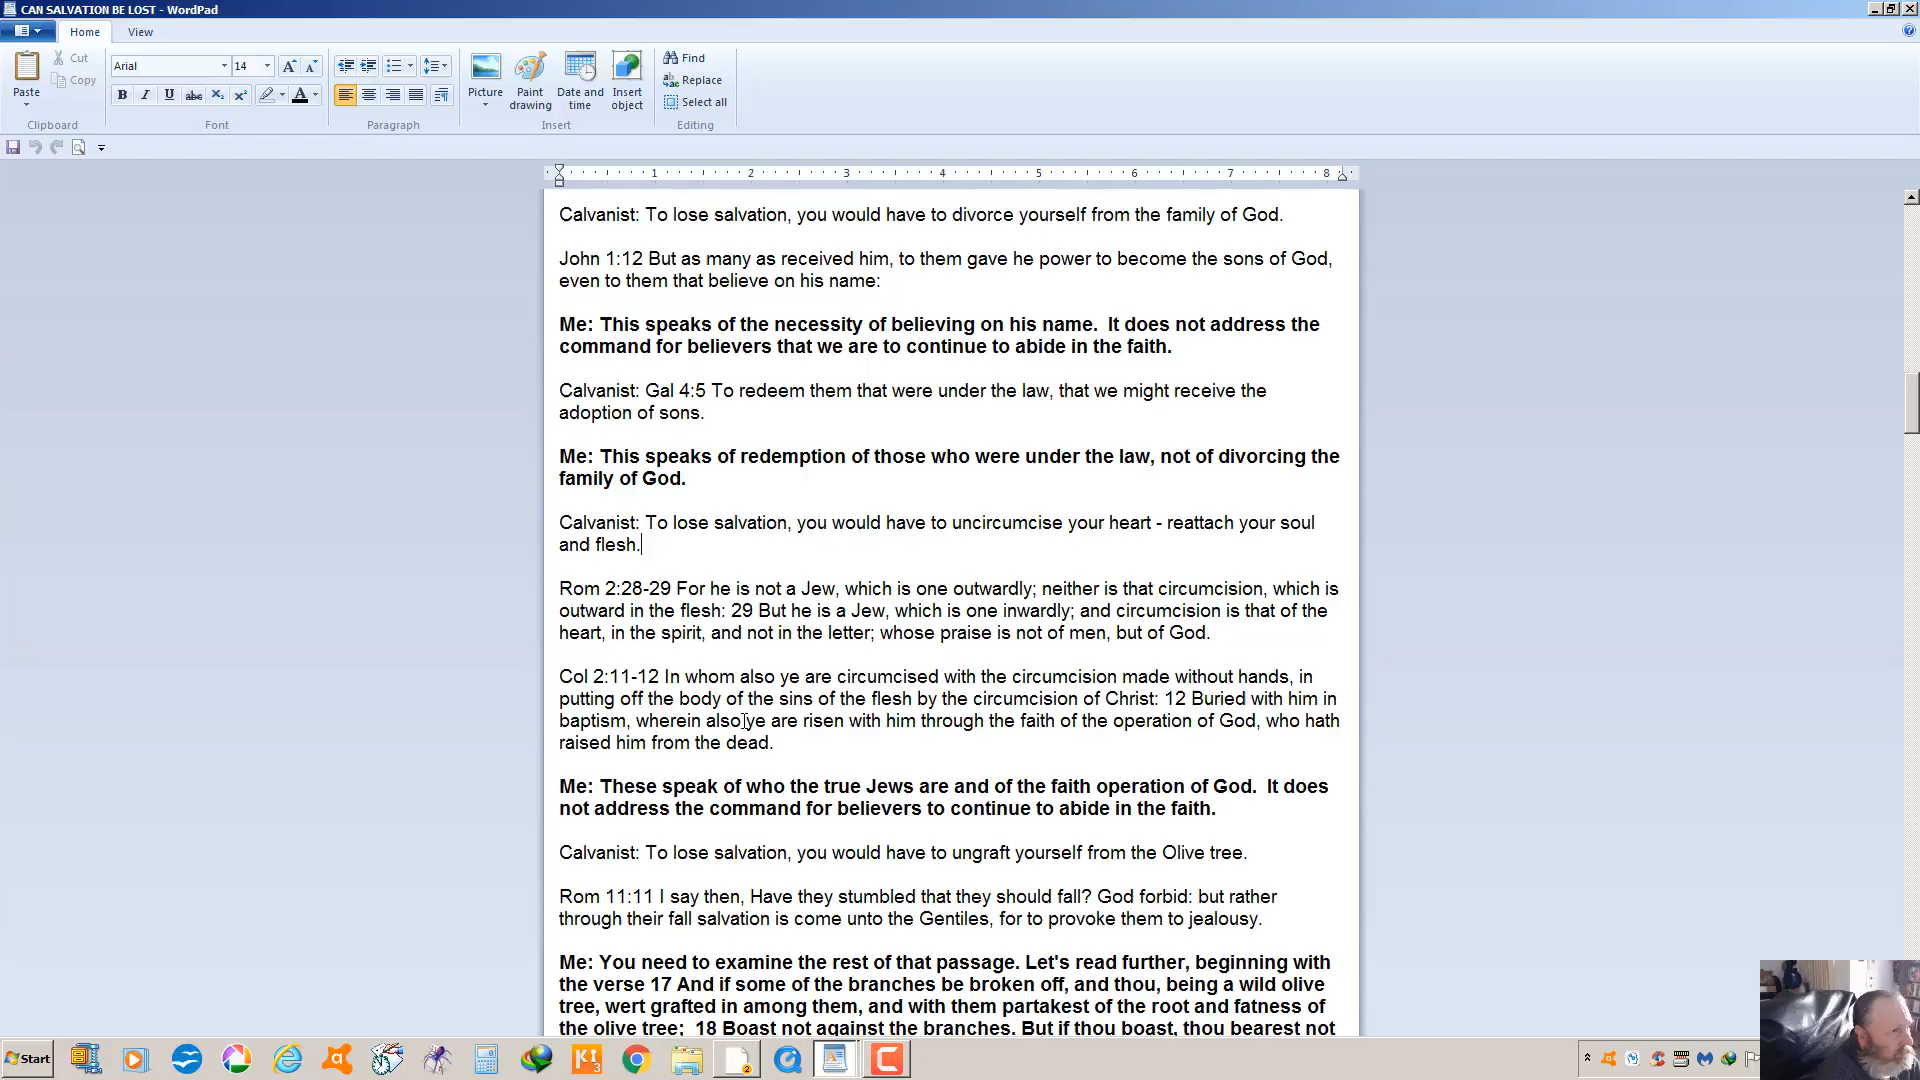 CAN SALVATION BE LOST - WordPad
Home
View
Cut
Copy
Paste
Clipboard
Arial
14
Font
Paragraph
Picture
Paint drawing
Date and time
Insert object
Insert
Find
Replace
Select all
Editing
1 2 3 4 5 6 7 8
Calvanist: To lose salvation, you would have to divorce yourself from the family of God.
John 1:12 But as many as received him, to them gave he power to become the sons of God,
even to them that believe on his name:
Me: This speaks of the necessity of believing on his name.  It does not address the
command for believers that we are to continue to abide in the faith.
Calvanist: Gal 4:5 To redeem them that were under the law, that we might receive the
adoption of sons.
Me: This speaks of redemption of those who were under the law, not of divorcing the
family of God.
Calvanist: To lose salvation, you would have to uncircumcise your heart - reattach your soul
and flesh.
Rom 2:28-29 For he is not a Jew, which is one outwardly; neither is that circumcision, which is
outward in the flesh: 29 But he is a Jew, which is one inwardly; and circumcision is that of the
heart, in the spirit, and not in the letter; whose praise is not of men, but of God.
Col 2:11-12 In whom also ye are circumcised with the circumcision made without hands, in
putting off the body of the sins of the flesh by the circumcision of Christ: 12 Buried with him in
baptism, wherein also ye are risen with him through the faith of the operation of God, who hath
raised him from the dead.
Me: These speak of who the true Jews are and of the faith operation of God.  It does
not address the command for believers to continue to abide in the faith.
Calvanist: To lose salvation, you would have to ungraft yourself from the Olive tree.
Rom 11:11 I say then, Have they stumbled that they should fall? God forbid: but rather
through their fall salvation is come unto the Gentiles, for to provoke them to jealousy.
Me: You need to examine the rest of that passage. Let's read further, beginning with
the verse 17 And if some of the branches be broken off, and thou, being a wild olive
tree, wert grafted in among them, and with them partakest of the root and fatness of
the olive tree;  18 Boast not against the branches. But if thou boast, thou bearest not
Start